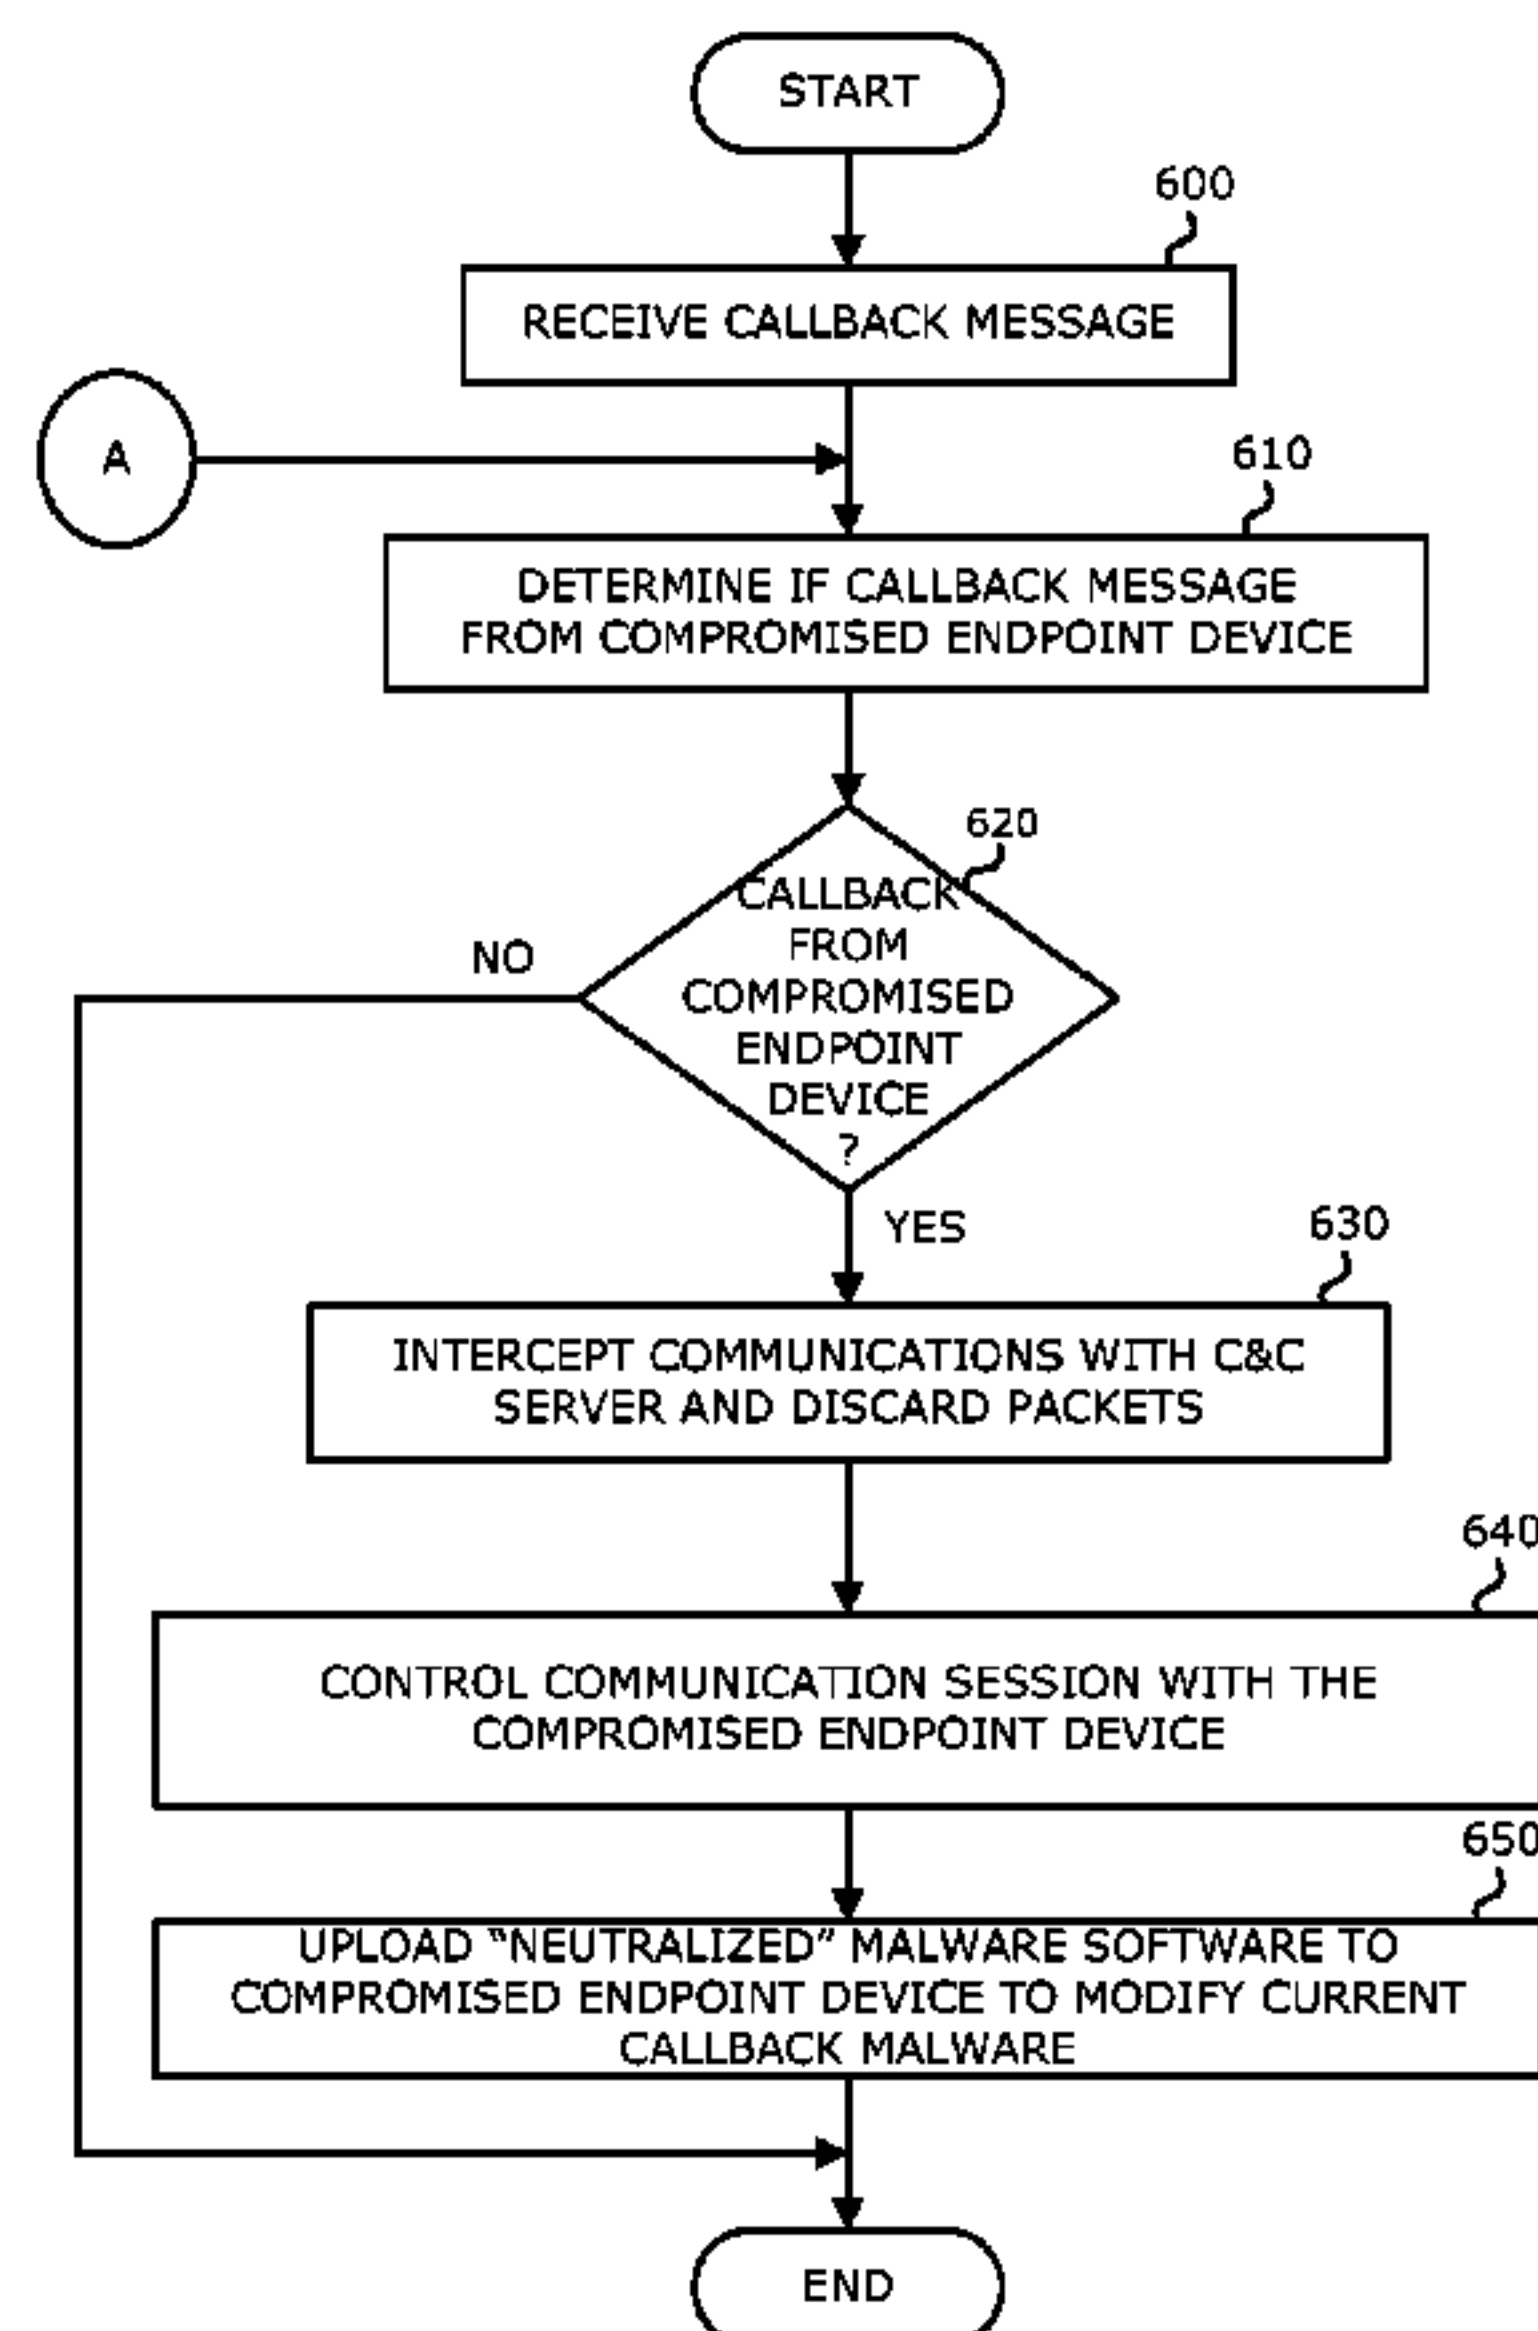 START
600
RECEIVE CALLBACK MESSAGE
A
610
DETERMINE IF CALLBACK MESSAGE
FROM COMPROMISED ENDPOINT DEVICE
620
CALLBACK
FROM
COMPROMISED
ENDPOINT
DEVICE
?
NO
YES
630
INTERCEPT COMMUNICATIONS WITH C&C
SERVER AND DISCARD PACKETS
640
CONTROL COMMUNICATION SESSION WITH THE
COMPROMISED ENDPOINT DEVICE
650
UPLOAD “NEUTRALIZED” MALWARE SOFTWARE TO
COMPROMISED ENDPOINT DEVICE TO MODIFY CURRENT
CALLBACK MALWARE
END